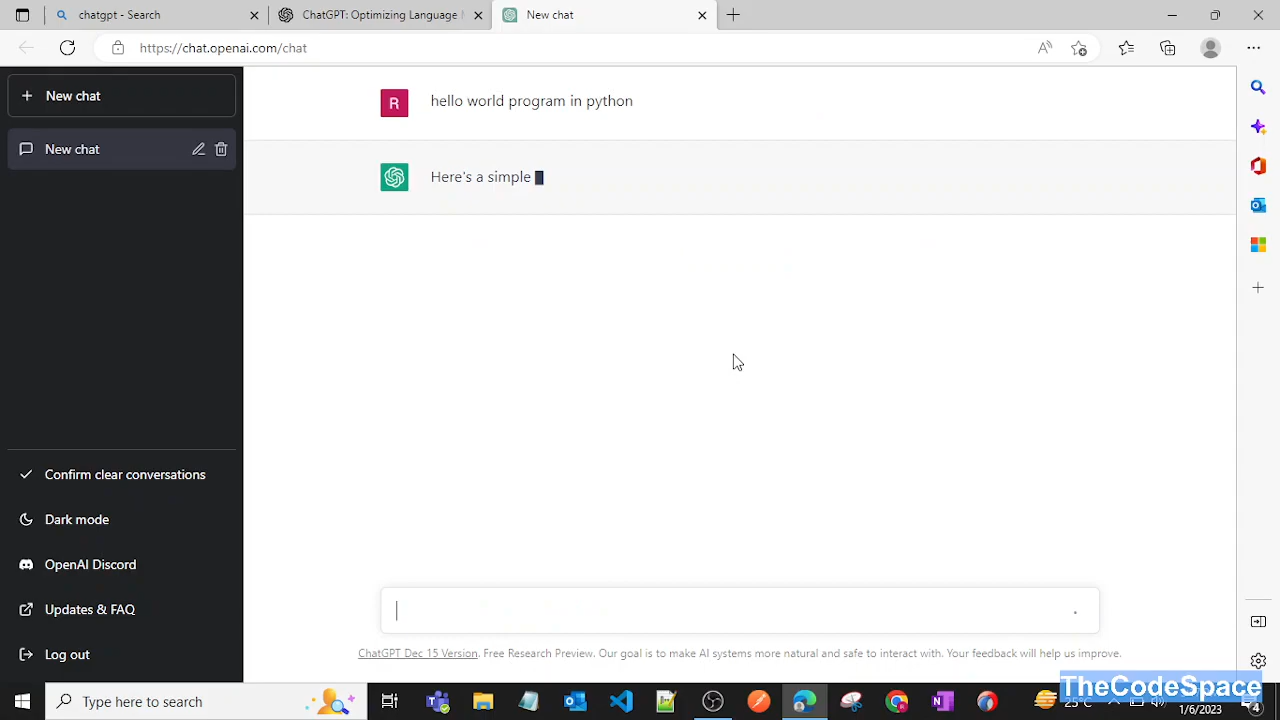 chatgpt - Search
ChatGPT: Optimizing Language
New chat
https://chat.openai.com/chat
New chat
New chat
R
hello world program in python
Here's a simple
Confirm clear conversations
Dark mode
OpenAI Discord
Updates & FAQ
Log out
ChatGPT Dec 15 Version. Free Research Preview. Our goal is to make AI systems more natural and safe to interact with. Your feedback will help us improve.
TheCodeSpace
Type here to search
25°C
1/6/2023
4